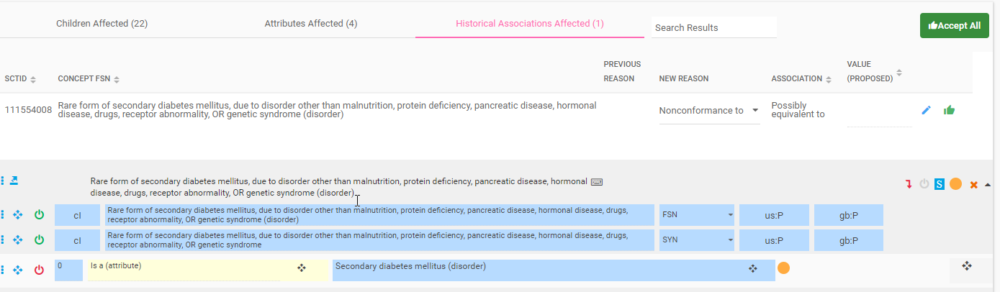 Children Affected (22) Attributes Affected (4) Historical Associations Affected (1) Search Results Accept All
SCTID CONCEPT FSN PREVIOUS REASON NEW REASON ASSOCIATION VALUE (PROPOSED)
111554008 Rare form of secondary diabetes mellitus, due to disorder other than malnutrition, protein deficiency, pancreatic disease, hormonal
disease, drugs, receptor abnormality, OR genetic syndrome (disorder)
Nonconformance to
Possibly
equivalent to
Rare form of secondary diabetes mellitus, due to disorder other than malnutrition, protein deficiency, pancreatic disease, hormonal
disease, drugs, receptor abnormality, OR genetic syndrome (disorder)
S
cI Rare form of secondary diabetes mellitus, due to disorder other than malnutrition, protein deficiency, pancreatic disease, hormonal disease, drugs,
receptor abnormality, OR genetic syndrome (disorder)
FSN us:P gb:P
cI Rare form of secondary diabetes mellitus, due to disorder other than malnutrition, protein deficiency, pancreatic disease, hormonal disease, drugs,
receptor abnormality, OR genetic syndrome
SYN us:P gb:P
0 Is a (attribute) Secondary diabetes mellitus (disorder)